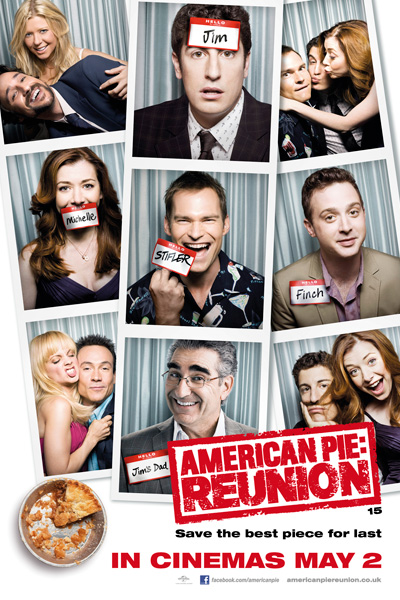 HELLO
Jim
HELLO
Michelle
HELLO
STIFLER
HELLO
Finch
HELLO
Jim's Dad
AMERICAN PIE:
REUNION
15
Save the best piece for last
IN CINEMAS MAY 2
facebook.com/americanpie americanpiereunion.co.uk